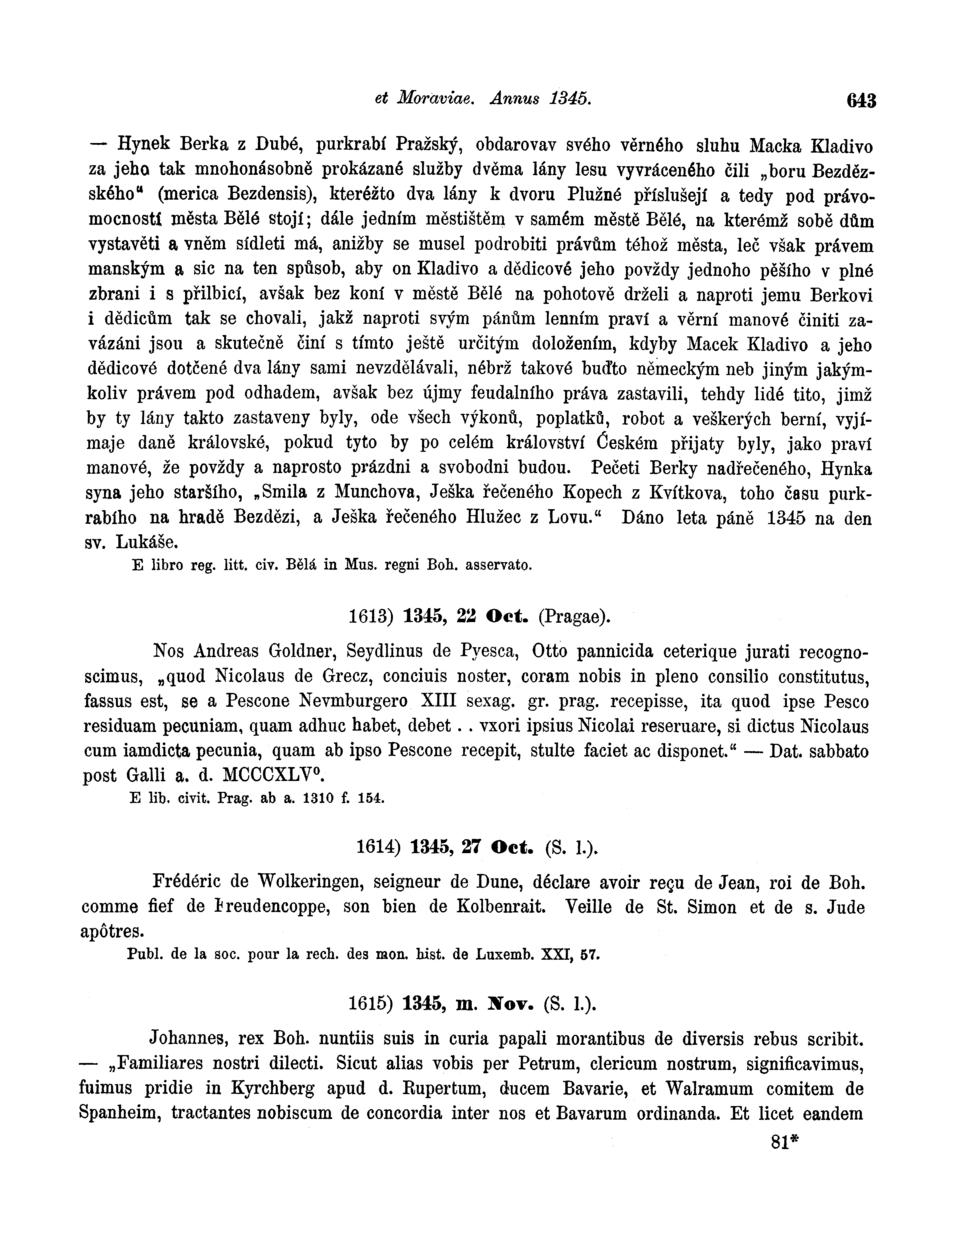 et Moraviae. Annus 1345. 643
— Hynek Berka z Dubé, purkrabí Pražský, obdarovav svého věrného sluhu Macka Kladivo
za jeho tak mnohonásobně prokázané služby dvěma lány lesu vyvráceného čili „boru Bezděz-
ského“ (merica Bezdensis), kteréžto dva lány k dvoru Plužné příslušejí a tedy pod právo-
mocností města Bělé stojí; dále jedním městištěm v samém městě Bělé, na kterémž sobě dům
vystavěti a vněm sídleti má, anižby se musel podrobiti právům téhož města, leč však právem
manským a sic na ten spůsob, aby on Kladivo a dědicové jeho povždy jednoho pěšího v plné
zbrani i s přilbicí, avšak bez koní v městě Bělé na pohotově drželi a naproti jemu Berkovi
i dědicům tak se chovali, jakž naproti svým pánům lenním praví a věrní manové činiti za-
vázáni jsou a skutečně činí s tímto ještě určitým doložením, kdyby Macek Kladivo a jeho
dědicové dotčené dva lány sami nevzdělávali, nébrž takové buďto německým neb jiným jakým-
koliv právem pod odhadem, avšak bez újmy feudalního práva zastavili, tehdy lidé tito, jimž
by ty lány takto zastaveny byly, ode všech výkonů, poplatků, robot a veškerých berní, vyjí-
maje daně královské, pokud tyto by po celém království Českém přijaty byly, jako praví
manové, že povždy a naprosto prázdni a svobodni budou. Pečeti Berky nadřečeného, Hynka
syna jeho staršího, „Smila z Munchova, Ješka řečeného Kopech z Kvítkova, toho času purk-
rabího na hradě Bezdězi, a Ješka řečeného Hlužec z Lovu.“ Dáno leta páně 1345 na den
sv. Lukáše.
E libro reg. litt. civ. Bělá in Mus. regni Boh. asservato.
1613) 1345, 22 Oct. (Pragae).
Nos Andreas Goldner, Seydlinus de Pyesca, Otto pannicida ceterique jurati recogno-
scimus, „quod Nicolaus de Grecz, conciuis noster, coram nobis in pleno consilio constitutus,
fassus est, se a Pescone Nevmburgero XIII sexag. gr. prag. recepisse, ita quod ipse Pesco
residuam pecuniam, quam adhuc habet, debet . . vxori ipsius Nicolai reseruare, si dictus Nicolaus
cum iamdicta pecunia, quam ab ipso Pescone recepit, stulte faciet ac disponet.“ — Dat. sabbato
post Galli a. d. MCCCXLV⁰.
E lib. civit. Prag. ab a. 1310 f. 154.
1614) 1345, 27 Oct. (S. l.).
Frédéric de Wolkeringen, seigneur de Dune, déclare avoir reçu de Jean, roi de Boh.
comme fief de Freudencoppe, son bien de Kolbenrait. Veille de St. Simon et de s. Jude
apôtres.
Publ. de la soc. pour la rech. des mon. hist. de Luxemb. XXI, 57.
1615) 1345, m. Nov. (S. l.).
Johannes, rex Boh. nuntiis suis in curia papali morantibus de diversis rebus scribit.
— „Familiares nostri dilecti. Sicut alias vobis per Petrum, clericum nostrum, significavimus,
fuimus pridie in Kyrchberg apud d. Rupertum, ducem Bavarie, et Walramum comitem de
Spanheim, tractantes nobiscum de concordia inter nos et Bavarum ordinanda. Et licet eandem
81*